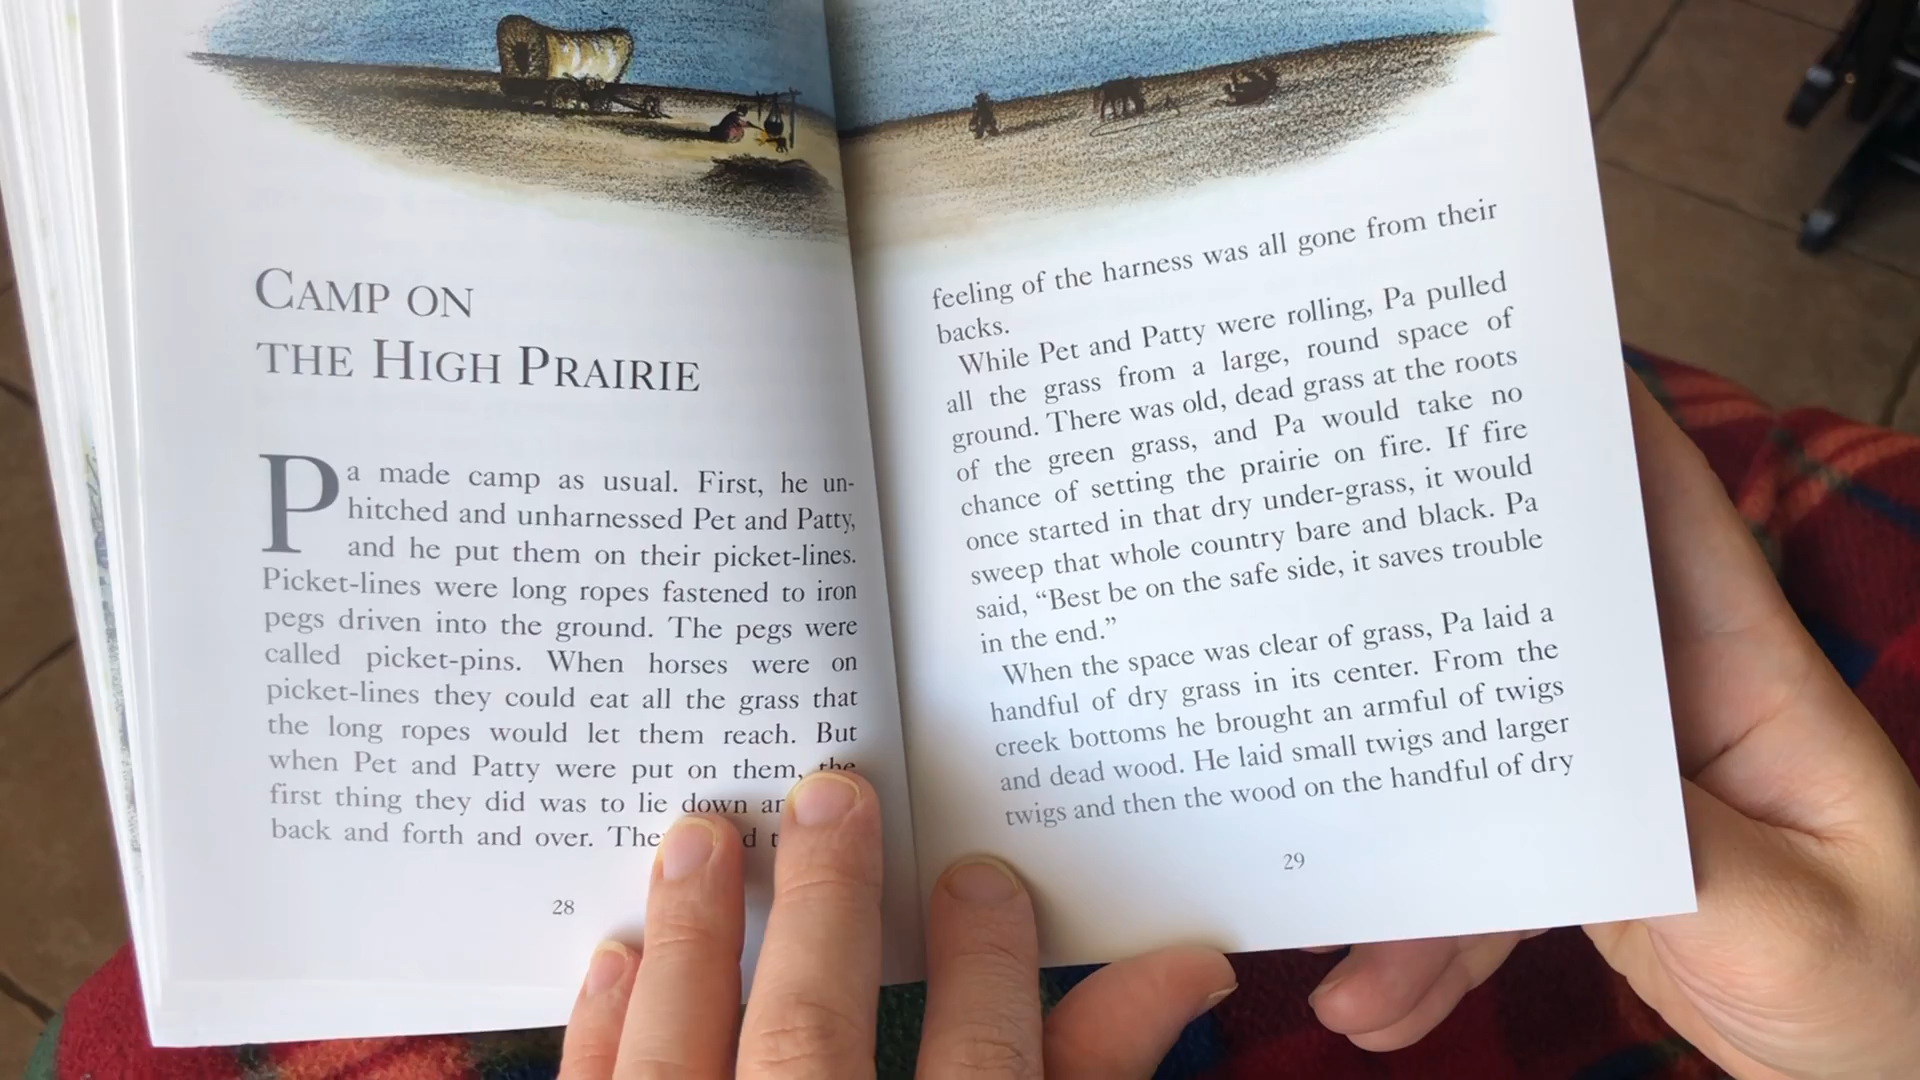 CAMP ON
THE HIGH PRAIRIE
Pa made camp as usual. First, he un-
hitched and unharnessed Pet and Patty,
and he put them on their picket-lines.
Picket-lines were long ropes fastened to iron
pegs driven into the ground. The pegs were
called picket-pins. When horses were on
picket-lines they could eat all the grass that
the long ropes would let them reach. But
when Pet and Patty were put on them, the
first thing they did was to lie down
back and forth and over.
28
feeling of the harness was all gone from their
backs.
While Pet and Patty were rolling, Pa pulled
all the grass from a large, round space of
ground. There was old, dead grass at the roots
of the green grass, and Pa would take no
chance of setting the prairie on fire. If fire
once started in that dry under-grass, it would
sweep that whole country bare and black. Pa
said, “Best be on the safe side, it saves trouble
in the end.”
When the space was clear of grass, Pa laid a
handful of dry grass in its center. From the
creek bottoms he brought an armful of twigs
and dead wood. He laid small twigs and larger
twigs and then the wood on the handful of dry
29